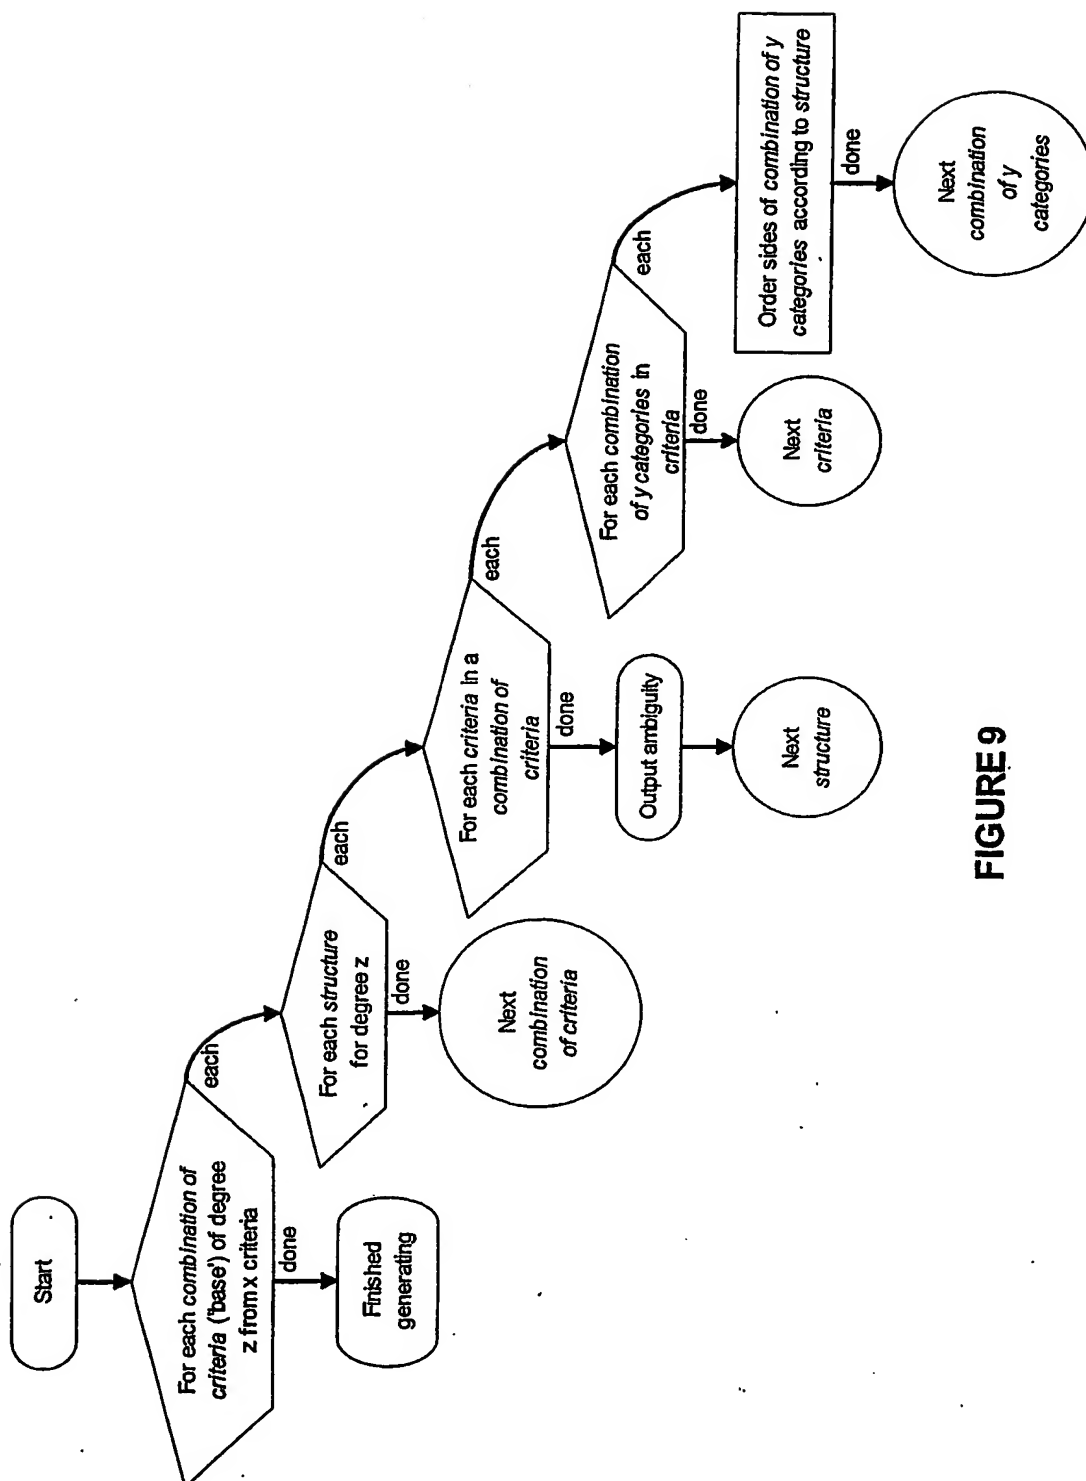 Start
For each combination of
criteria ('base') of degree
z from x criteria
each
done
Finished
generating
For each structure
for degree z
each
done
Next
combination
of criteria
For each criteria in a
combination of
criteria
each
done
Output ambiguity
Next
structure
For each combination
of y categories in
criteria
each
done
Next
criteria
Order sides of combination of y
categories according to structure
done
Next
combination
of y
categories
FIGURE 9